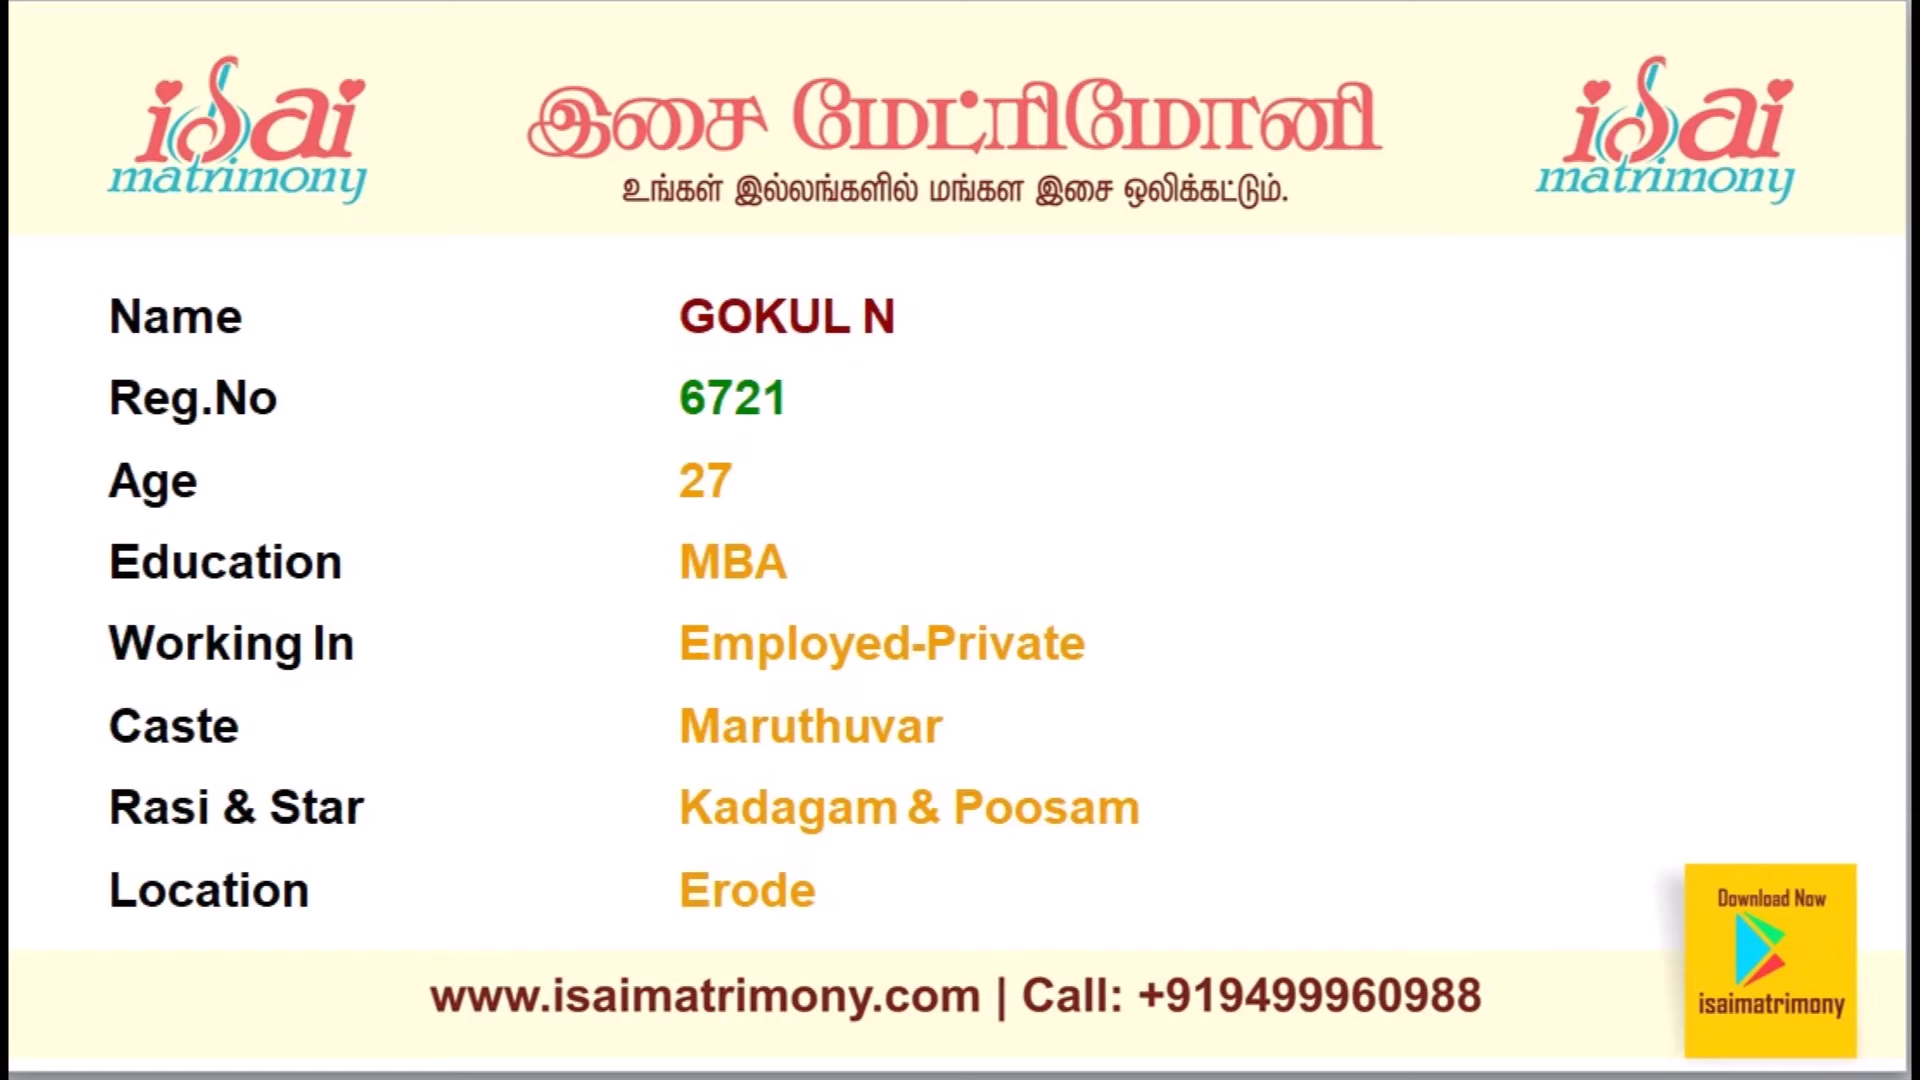 isai matrimony
இசை மேட்ரிமோனி
உங்கள் இல்லங்களில் மங்கள இசை ஒலிக்கட்டும்.
isai matrimony
Name GOKUL N
Reg.No 6721
Age 27
Education MBA
Working In Employed-Private
Caste Maruthuvar
Rasi & Star Kadagam & Poosam
Location Erode
Download Now
isaimatrimony
www.isaimatrimony.com | Call: +919499960988